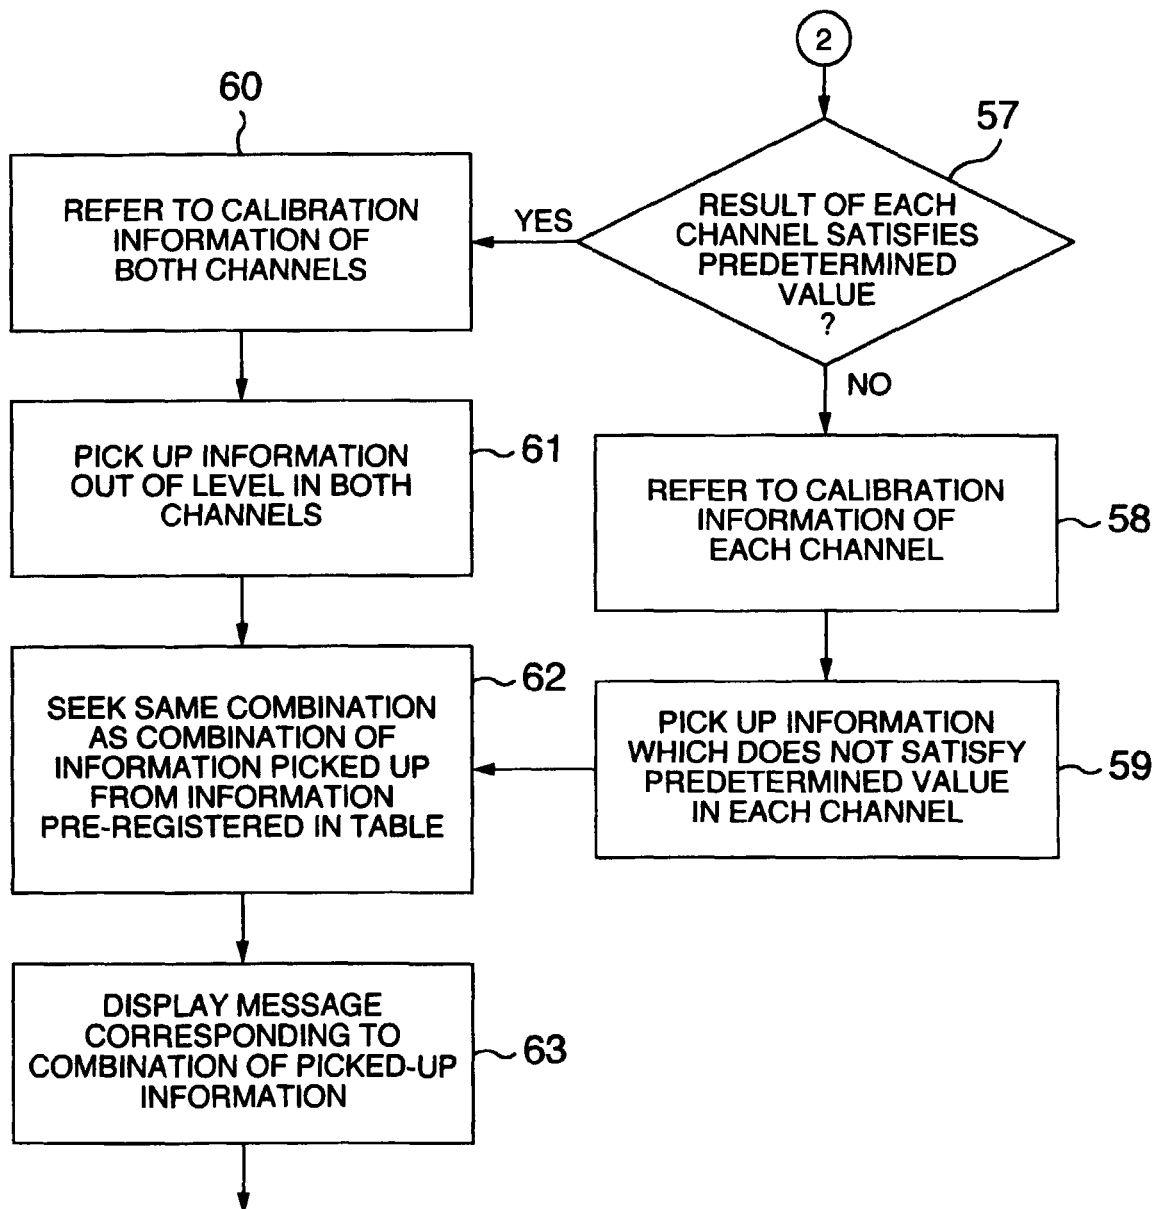 2
57
RESULT OF EACH
CHANNEL SATISFIES
PREDETERMINED
VALUE
?
YES
NO
60
REFER TO CALIBRATION
INFORMATION OF
BOTH CHANNELS
PICK UP INFORMATION
OUT OF LEVEL IN BOTH
CHANNELS
61
REFER TO CALIBRATION
INFORMATION OF
EACH CHANNEL
58
PICK UP INFORMATION
WHICH DOES NOT SATISFY
PREDETERMINED VALUE
IN EACH CHANNEL
59
SEEK SAME COMBINATION
AS COMBINATION OF
INFORMATION PICKED UP
FROM INFORMATION
PRE-REGISTERED IN TABLE
62
DISPLAY MESSAGE
CORRESPONDING TO
COMBINATION OF PICKED-UP
INFORMATION
63